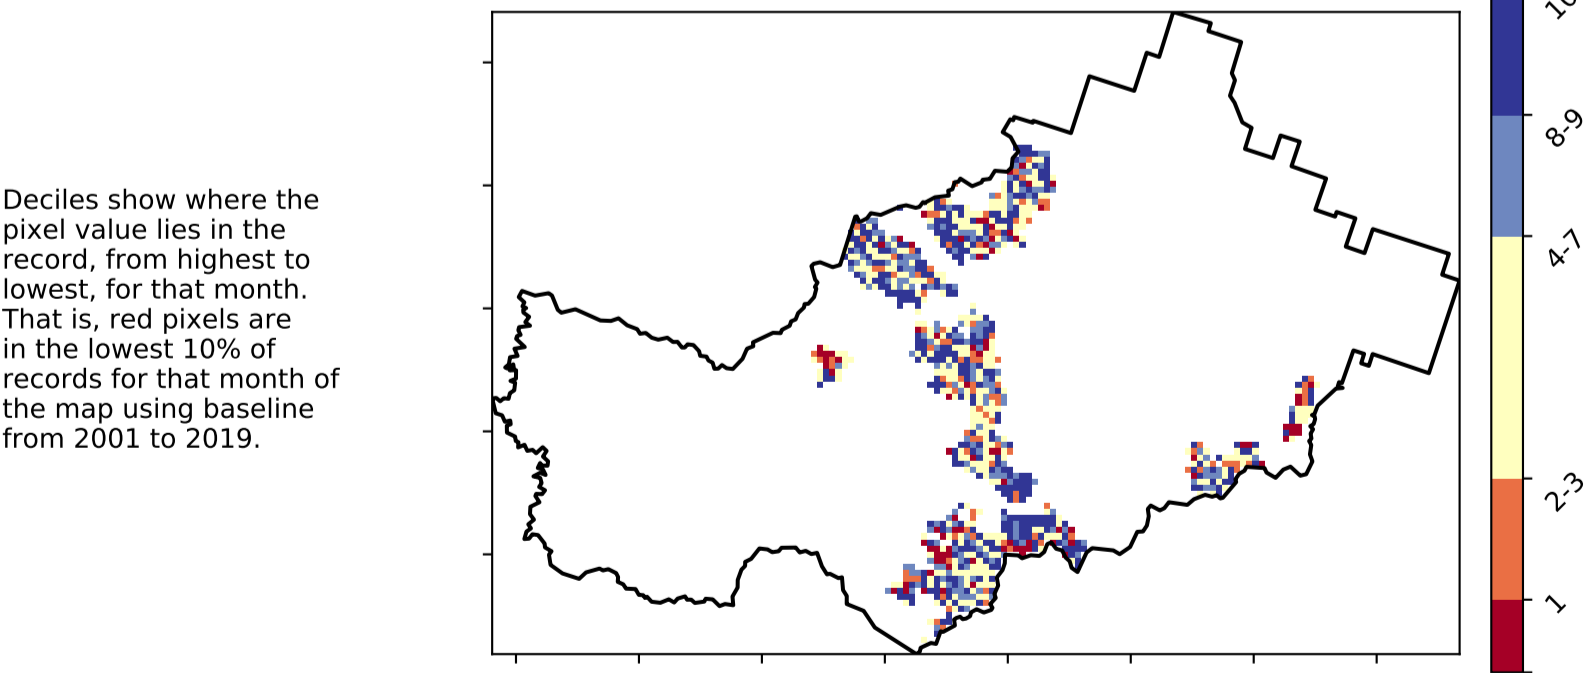 Deciles show where the
pixel value lies in the
record, from highest to
lowest, for that month.
That is, red pixels are
in the lowest 10% of
records for that month of
the map using baseline
from 2001 to 2019.
8-9
4-7
2-3
1